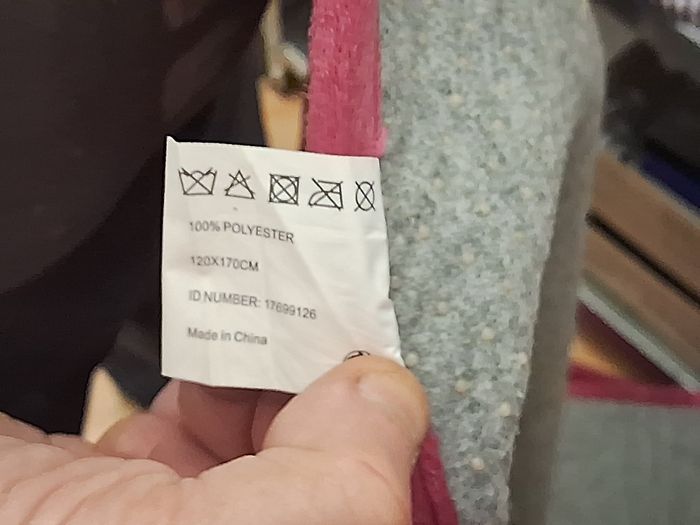 100% POLYESTER
120X170CM
ID NUMBER: 17699126
Made in China